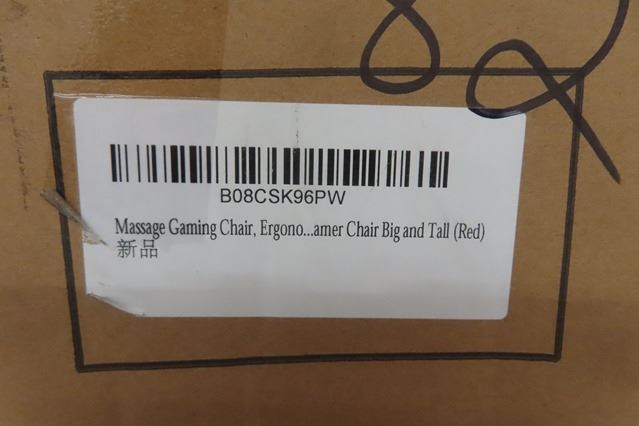 B08CSK96PW
Massage Gaming Chair, Ergono...amer Chair Big and Tall (Red)
新品